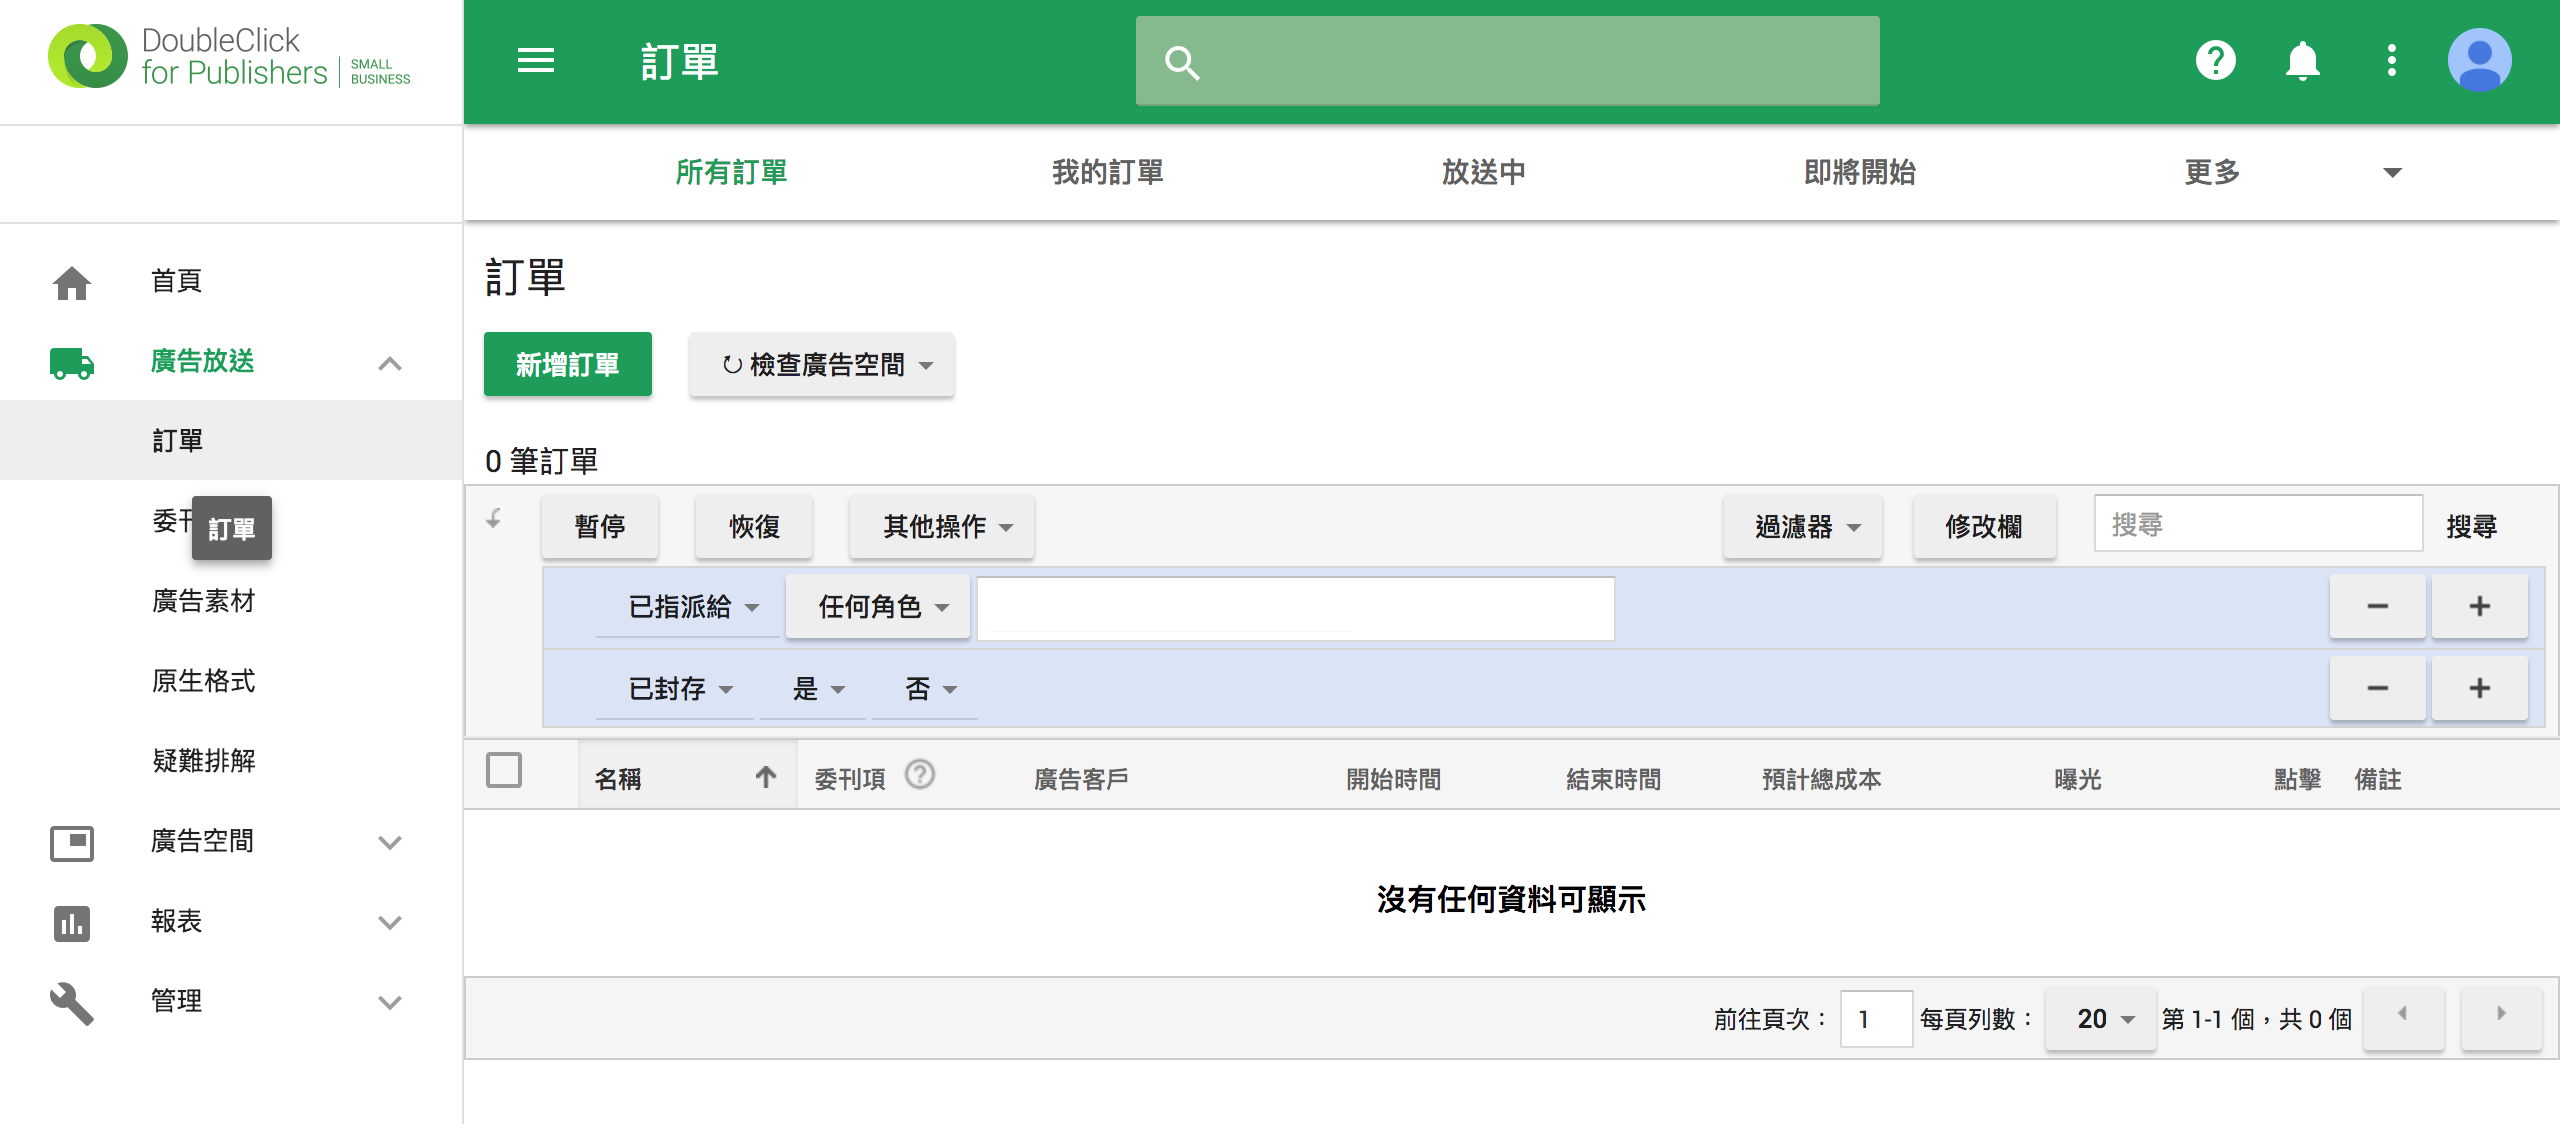 DoubleClick
for Publishers
SMALL
BUSINESS
訂單
所有訂單
我的訂單
放送中
即將開始
更多
首頁
廣告放送
訂單
訂單
廣告素材
原生格式
疑難排解
廣告空間
報表
管理
訂單
新增訂單
檢查廣告空間
0 筆訂單
暫停
恢復
其他操作
過濾器
修改欄
搜尋
搜尋
已指派給
任何角色
已封存
是
否
名稱
委刊項
廣告客戶
開始時間
結束時間
預計總成本
曝光
點擊
備註
沒有任何資料可顯示
前往頁次：
1
每頁列數：
20
第 1-1 個，共 0 個